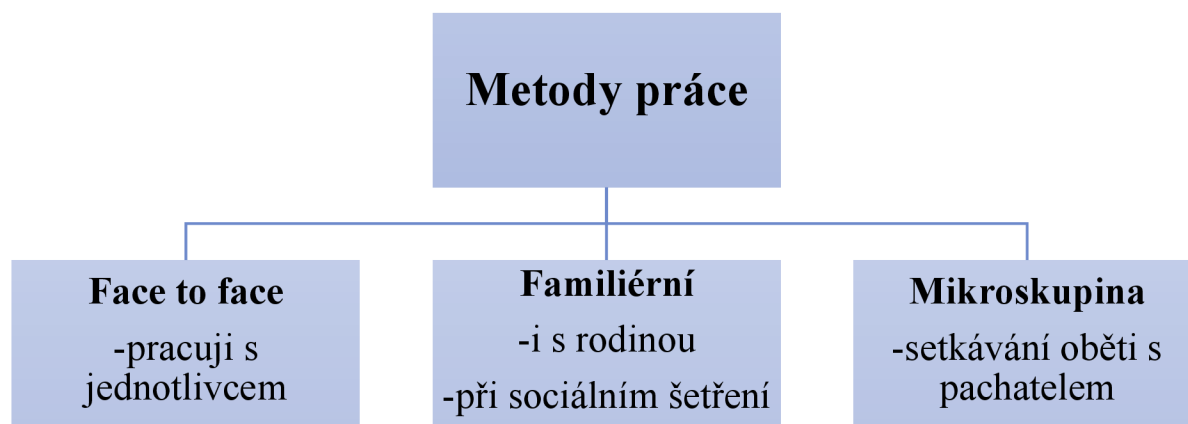 Metody práce
Face to face
-pracuji s
jednotlivcem
Familiérní
-i s rodinou
-při sociálním šetření
Mikroskupina
-setkávání oběti s
pachatelem